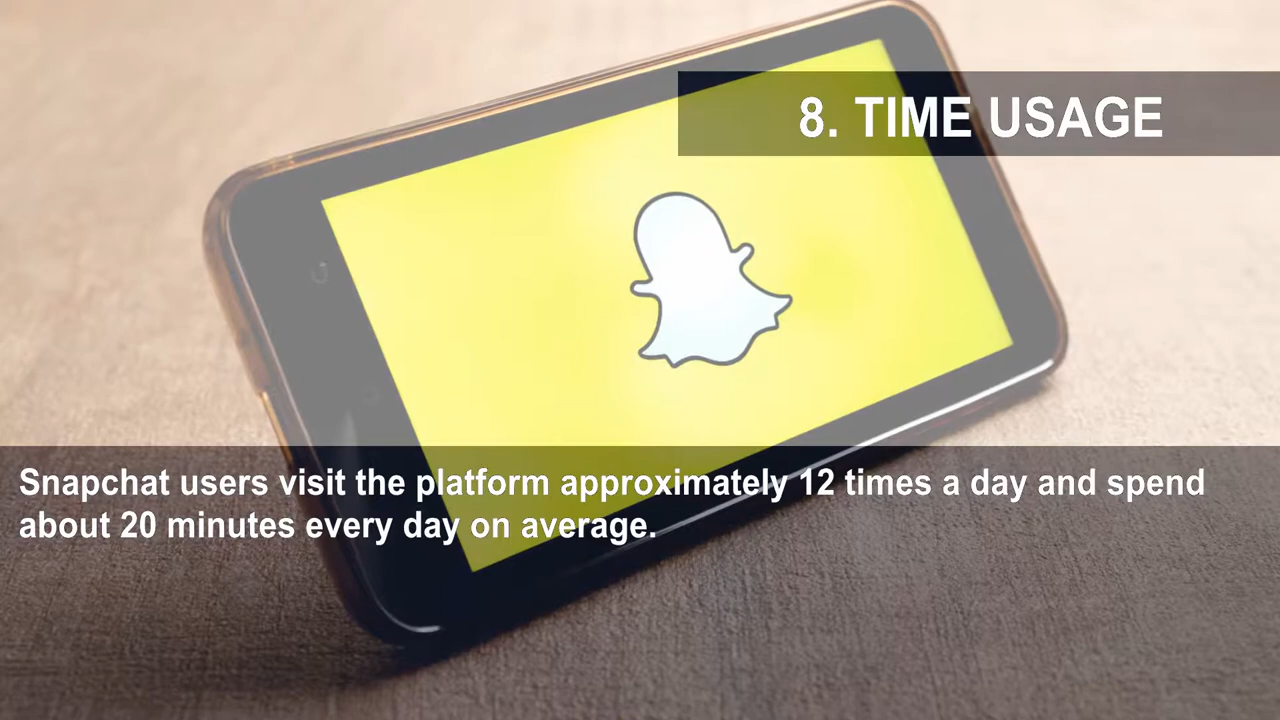 8. TIME USAGE
Snapchat users visit the platform approximately 12 times a day and spend
about 20 minutes every day on average.